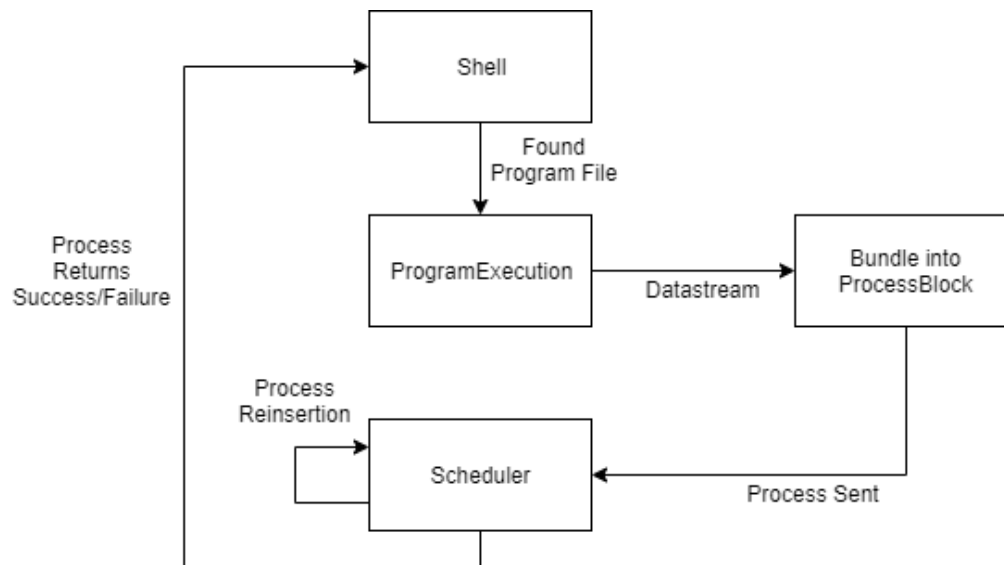 Shell
Found
Program File
Process
Returns
Success/Failure
ProgramExecution
Datastream
Bundle into
ProcessBlock
Process
Reinsertion
Scheduler
Process Sent